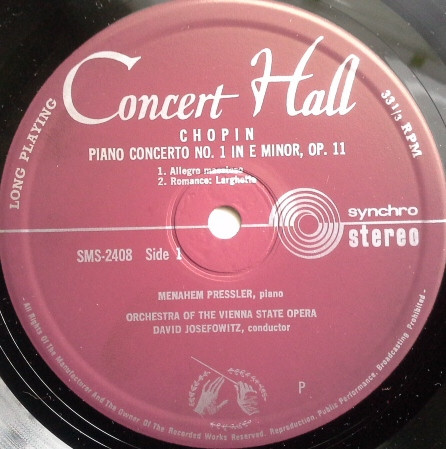 LONG PLAYING
Concert Hall
33 1/3 RPM
CHOPIN
PIANO CONCERTO NO. 1 IN E MINOR, OP. 11
1. Allegro maestoso
2. Romance: Larghetto
synchro
stereo
SMS-2408 Side 1
MENAHEM PRESSLER, piano
ORCHESTRA OF THE VIENNA STATE OPERA
DAVID JOSEFOWITZ, conductor
P
- All Rights Of The Manufacturer And The Owner Of The Recorded Works Reserved. Reproduction, Public Performance, Broadcasting Prohibited -